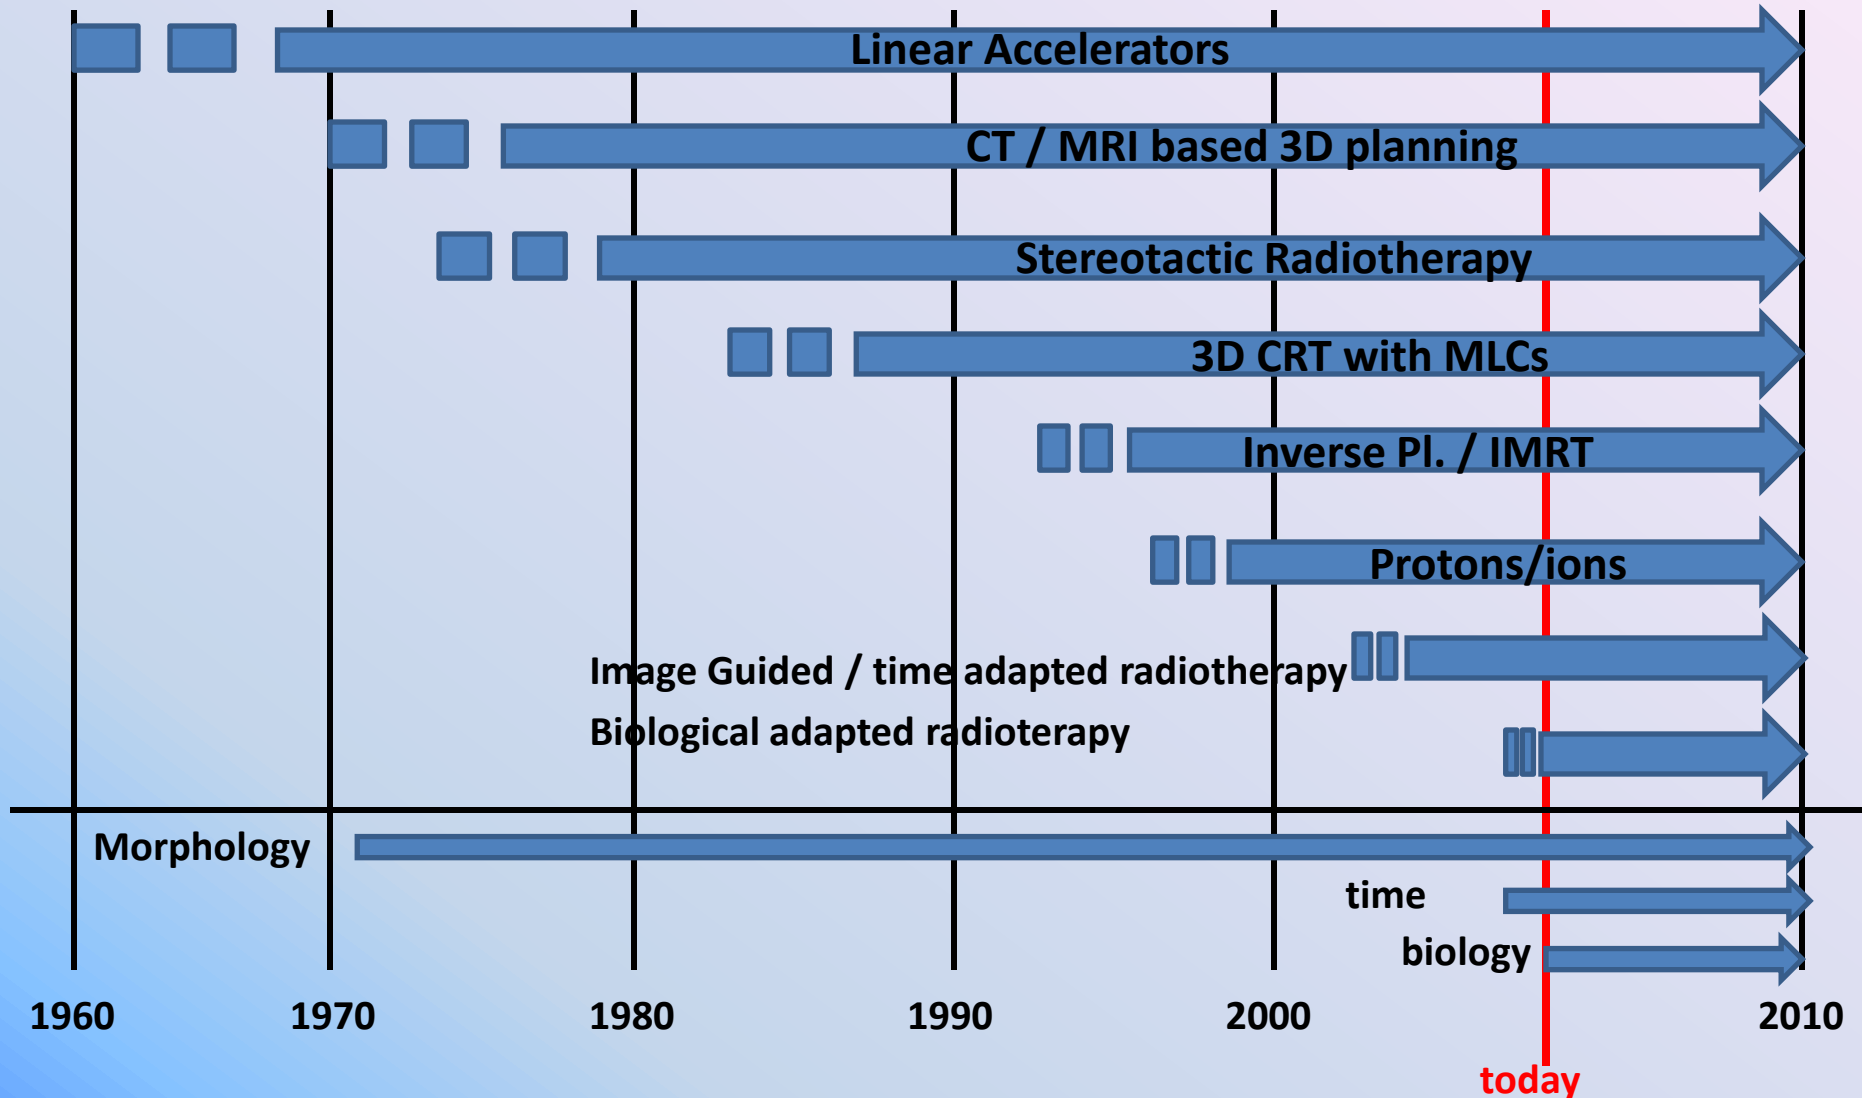 Linear Accelerators
CT / MRI based 3D planning
Stereotactic Radiotherapy
3D CRT with MLCs
Inverse Pl. / IMRT
Protons/ions
Image Guided / time adapted radiotherapy
Biological adapted radioterapy
Morphology
time
biology
1960 1970 1980 1990 2000 2010
today